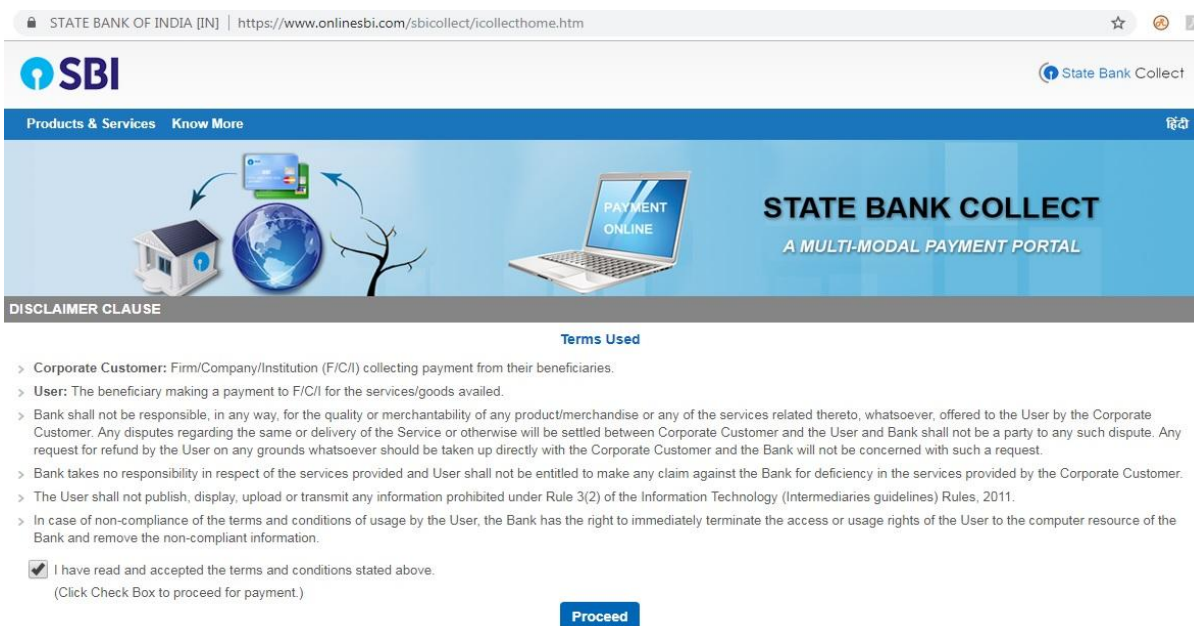 STATE BANK OF INDIA [IN] | https://www.onlinesbi.com/sbicollect/icollecthome.htm
SBI
State Bank Collect
Products & Services Know More हिंदी
PAYMENT
ONLINE
STATE BANK COLLECT
A MULTI-MODAL PAYMENT PORTAL
DISCLAIMER CLAUSE
Terms Used
Corporate Customer: Firm/Company/Institution (F/C/I) collecting payment from their beneficiaries.
User: The beneficiary making a payment to F/C/I for the services/goods availed.
Bank shall not be responsible, in any way, for the quality or merchantability of any product/merchandise or any of the services related thereto, whatsoever, offered to the User by the Corporate
Customer. Any disputes regarding the same or delivery of the Service or otherwise will be settled between Corporate Customer and the User and Bank shall not be a party to any such dispute. Any
request for refund by the User on any grounds whatsoever should be taken up directly with the Corporate Customer and the Bank will not be concerned with such a request.
Bank takes no responsibility in respect of the services provided and User shall not be entitled to make any claim against the Bank for deficiency in the services provided by the Corporate Customer.
The User shall not publish, display, upload or transmit any information prohibited under Rule 3(2) of the Information Technology (Intermediaries guidelines) Rules, 2011.
In case of non-compliance of the terms and conditions of usage by the User, the Bank has the right to immediately terminate the access or usage rights of the User to the computer resource of the
Bank and remove the non-compliant information.
I have read and accepted the terms and conditions stated above.
(Click Check Box to proceed for payment.)
Proceed